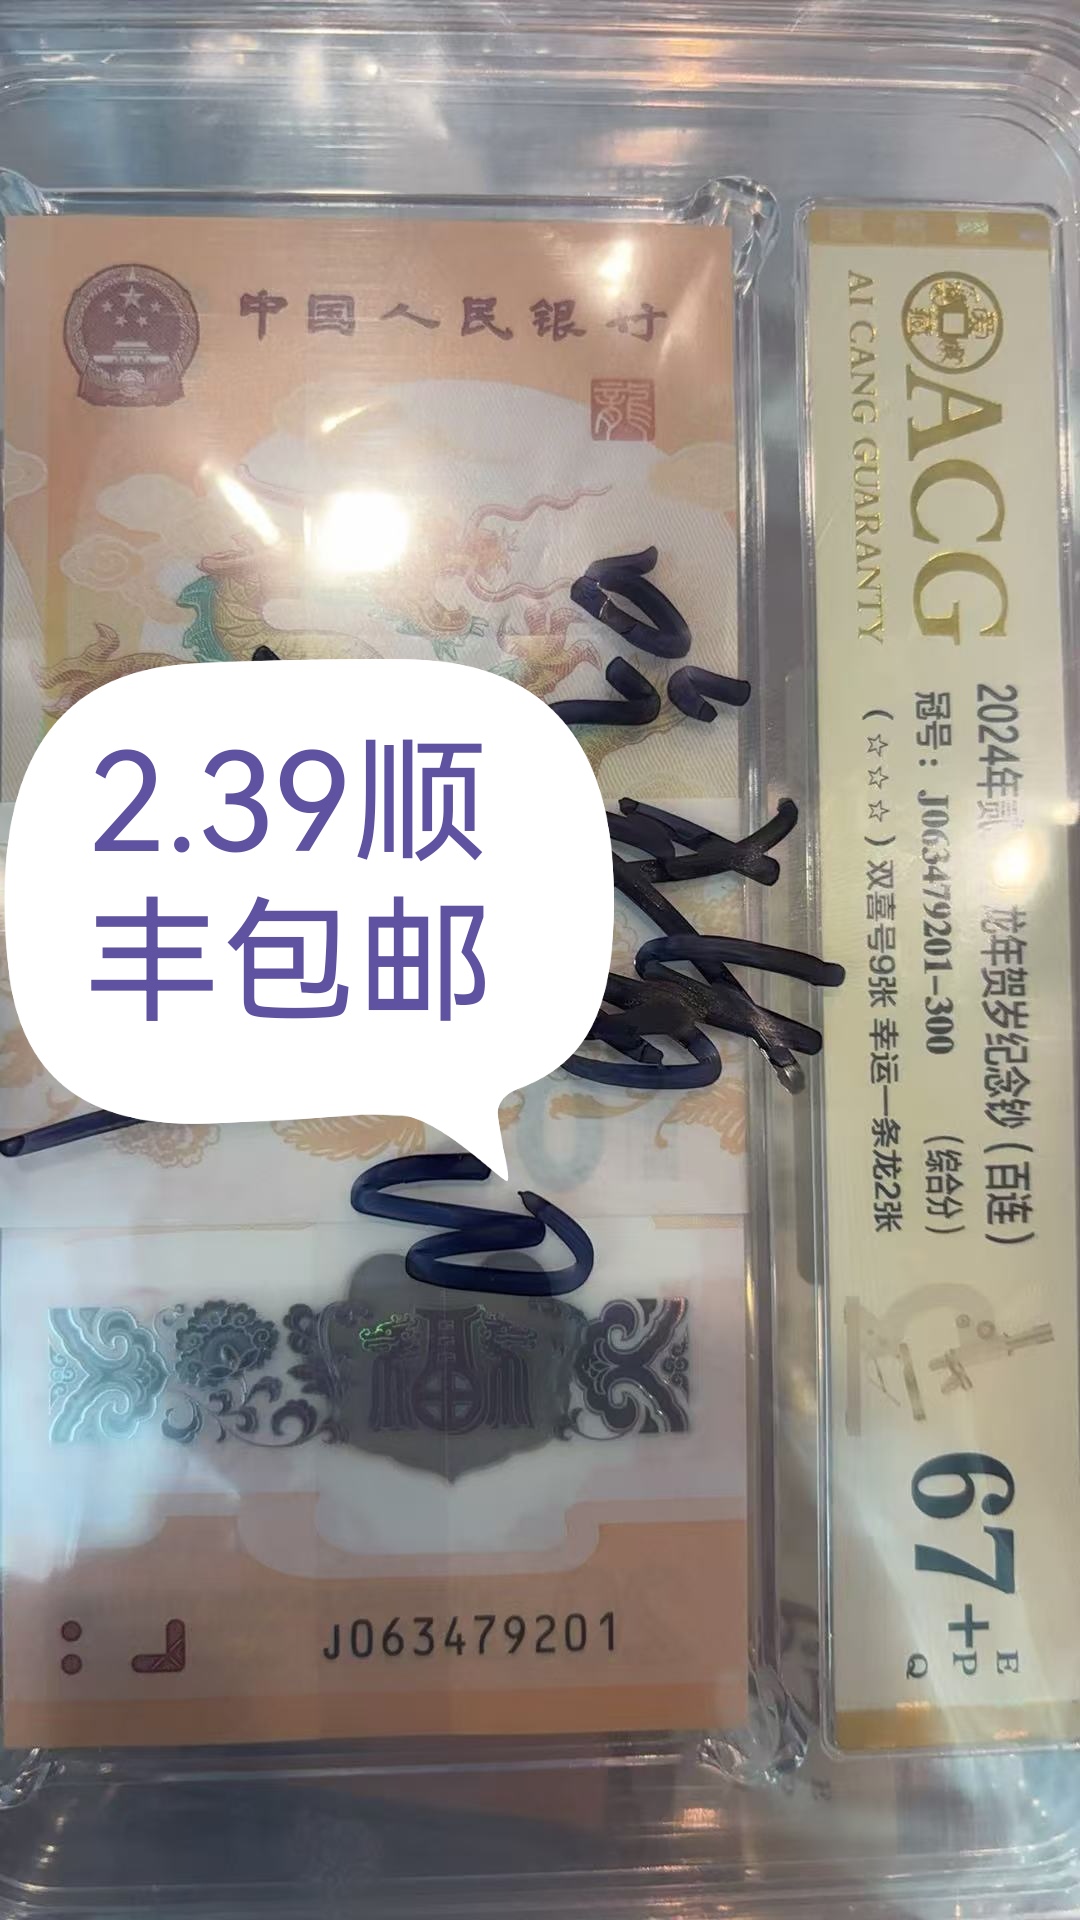 中国人民银行
龍
2.39顺
丰包邮
J063479201
ACG
AI CANG GUARANTY
2024年贰 龙年贺岁纪念钞(百连)
冠号:J063479201-300 (综合分)
(☆☆☆)双喜号9张 幸运一条龙2张
67+
E
P
Q